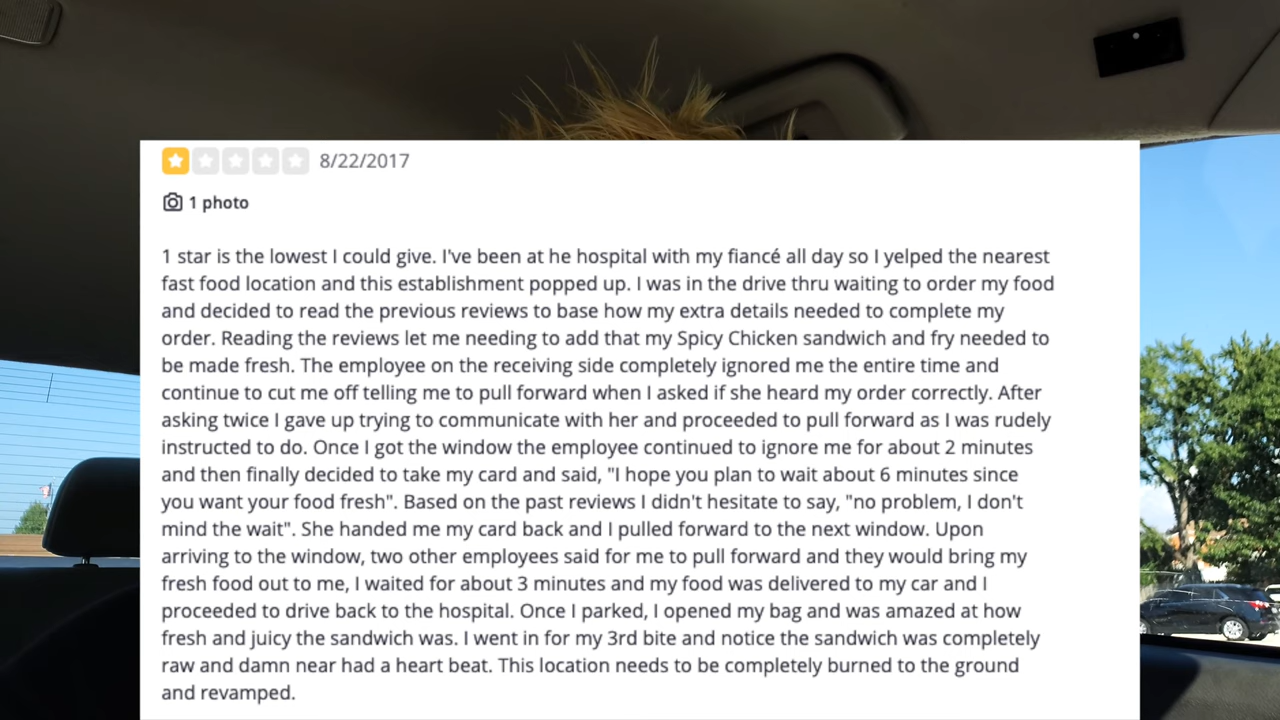 8/22/2017
1 photo
1 star is the lowest I could give. I've been at he hospital with my fiancé all day so I yelped the nearest
fast food location and this establishment popped up. I was in the drive thru waiting to order my food
and decided to read the previous reviews to base how my extra details needed to complete my
order. Reading the reviews let me needing to add that my Spicy Chicken sandwich and fry needed to
be made fresh. The employee on the receiving side completely ignored me the entire time and
continue to cut me off telling me to pull forward when I asked if she heard my order correctly. After
asking twice I gave up trying to communicate with her and proceeded to pull forward as I was rudely
instructed to do. Once I got the window the employee continued to ignore me for about 2 minutes
and then finally decided to take my card and said, "I hope you plan to wait about 6 minutes since
you want your food fresh". Based on the past reviews I didn't hesitate to say, "no problem, I don't
mind the wait". She handed me my card back and I pulled forward to the next window. Upon
arriving to the window, two other employees said for me to pull forward and they would bring my
fresh food out to me, I waited for about 3 minutes and my food was delivered to my car and I
proceeded to drive back to the hospital. Once I parked, I opened my bag and was amazed at how
fresh and juicy the sandwich was. I went in for my 3rd bite and notice the sandwich was completely
raw and damn near had a heart beat. This location needs to be completely burned to the ground
and revamped.